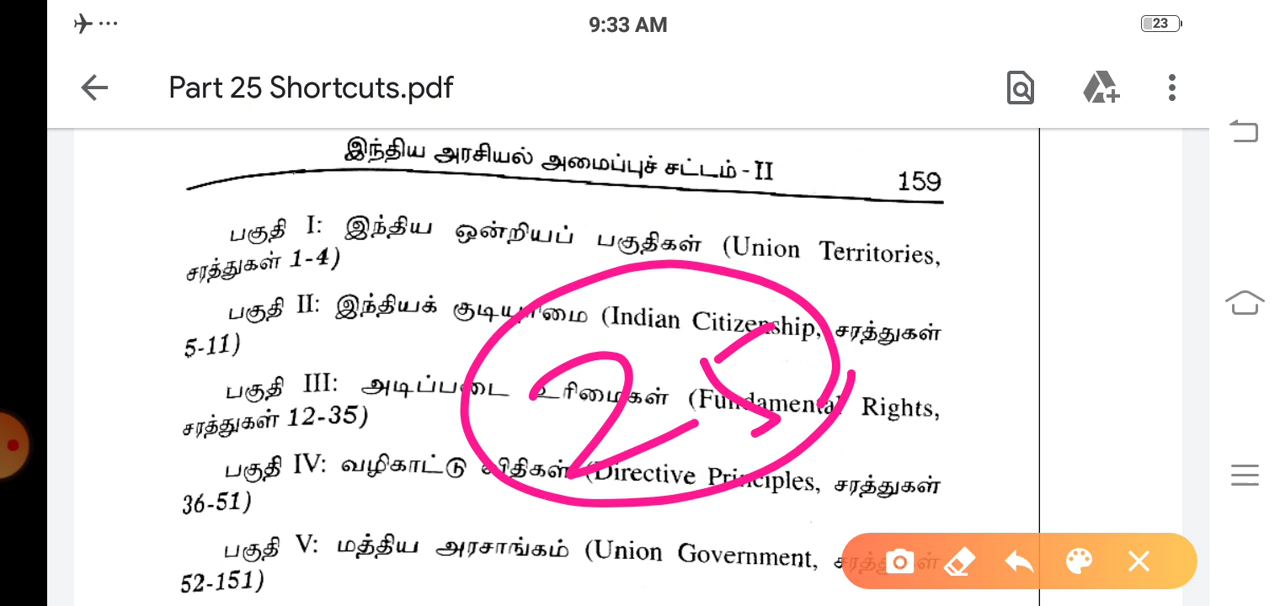 9:33 AM
23
Part 25 Shortcuts.pdf
இந்திய அரசியல் அமைப்புச் சட்டம் - II
159
பகுதி I: இந்திய ஒன்றியப் பகுதிகள் (Union Territories,
சரத்துகள் 1-4)
பகுதி II: இந்தியக் குடியுரிமை (Indian Citizenship, சரத்துகள்
5-11)
பகுதி III: அடிப்படை உரிமைகள் (Fundamental Rights,
சரத்துகள் 12-35)
25
பகுதி IV: வழிகாட்டு விதிகள் (Directive Principles, சரத்துகள்
36-51)
பகுதி V: மத்திய அரசாங்கம் (Union Government, சரத்துகள்
52-151)